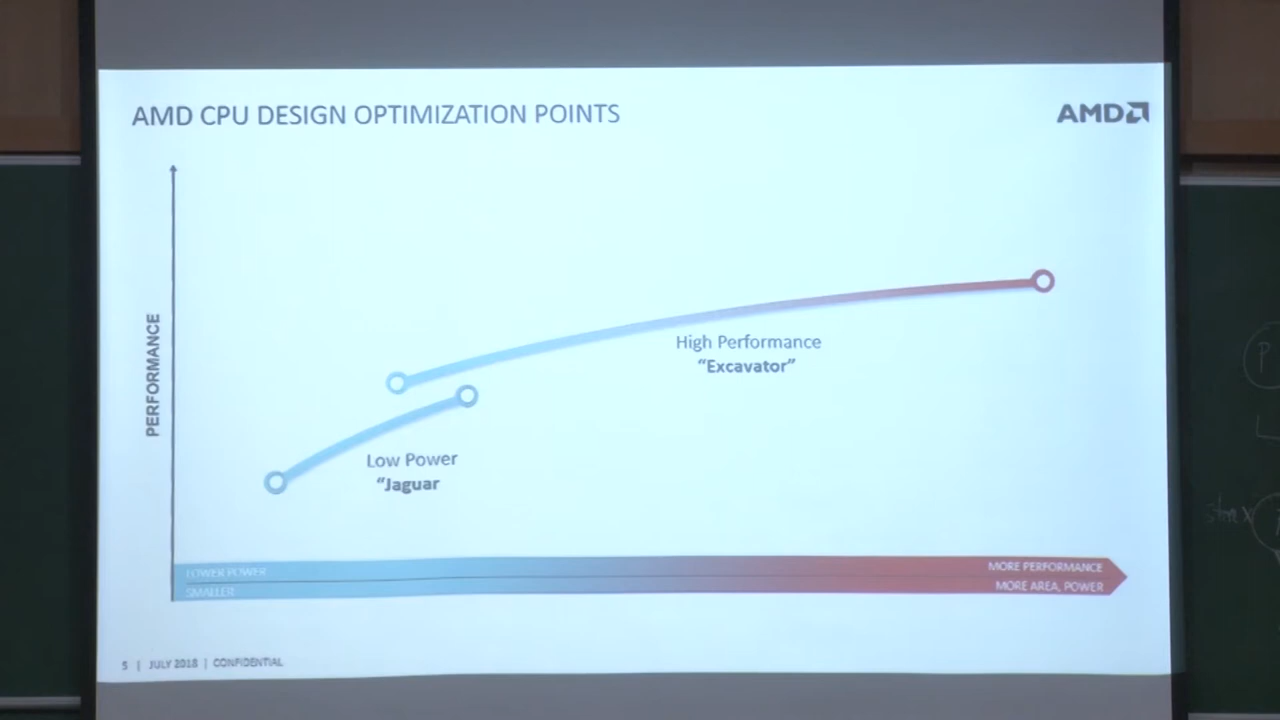 AMD CPU DESIGN OPTIMIZATION POINTS
AMD
PERFORMANCE
High Performance
“Excavator”
Low Power
“Jaguar
LOWER POWER
SMALLER
MORE PERFORMANCE
MORE AREA, POWER
5 | JULY 2018 | CONFIDENTIAL
P